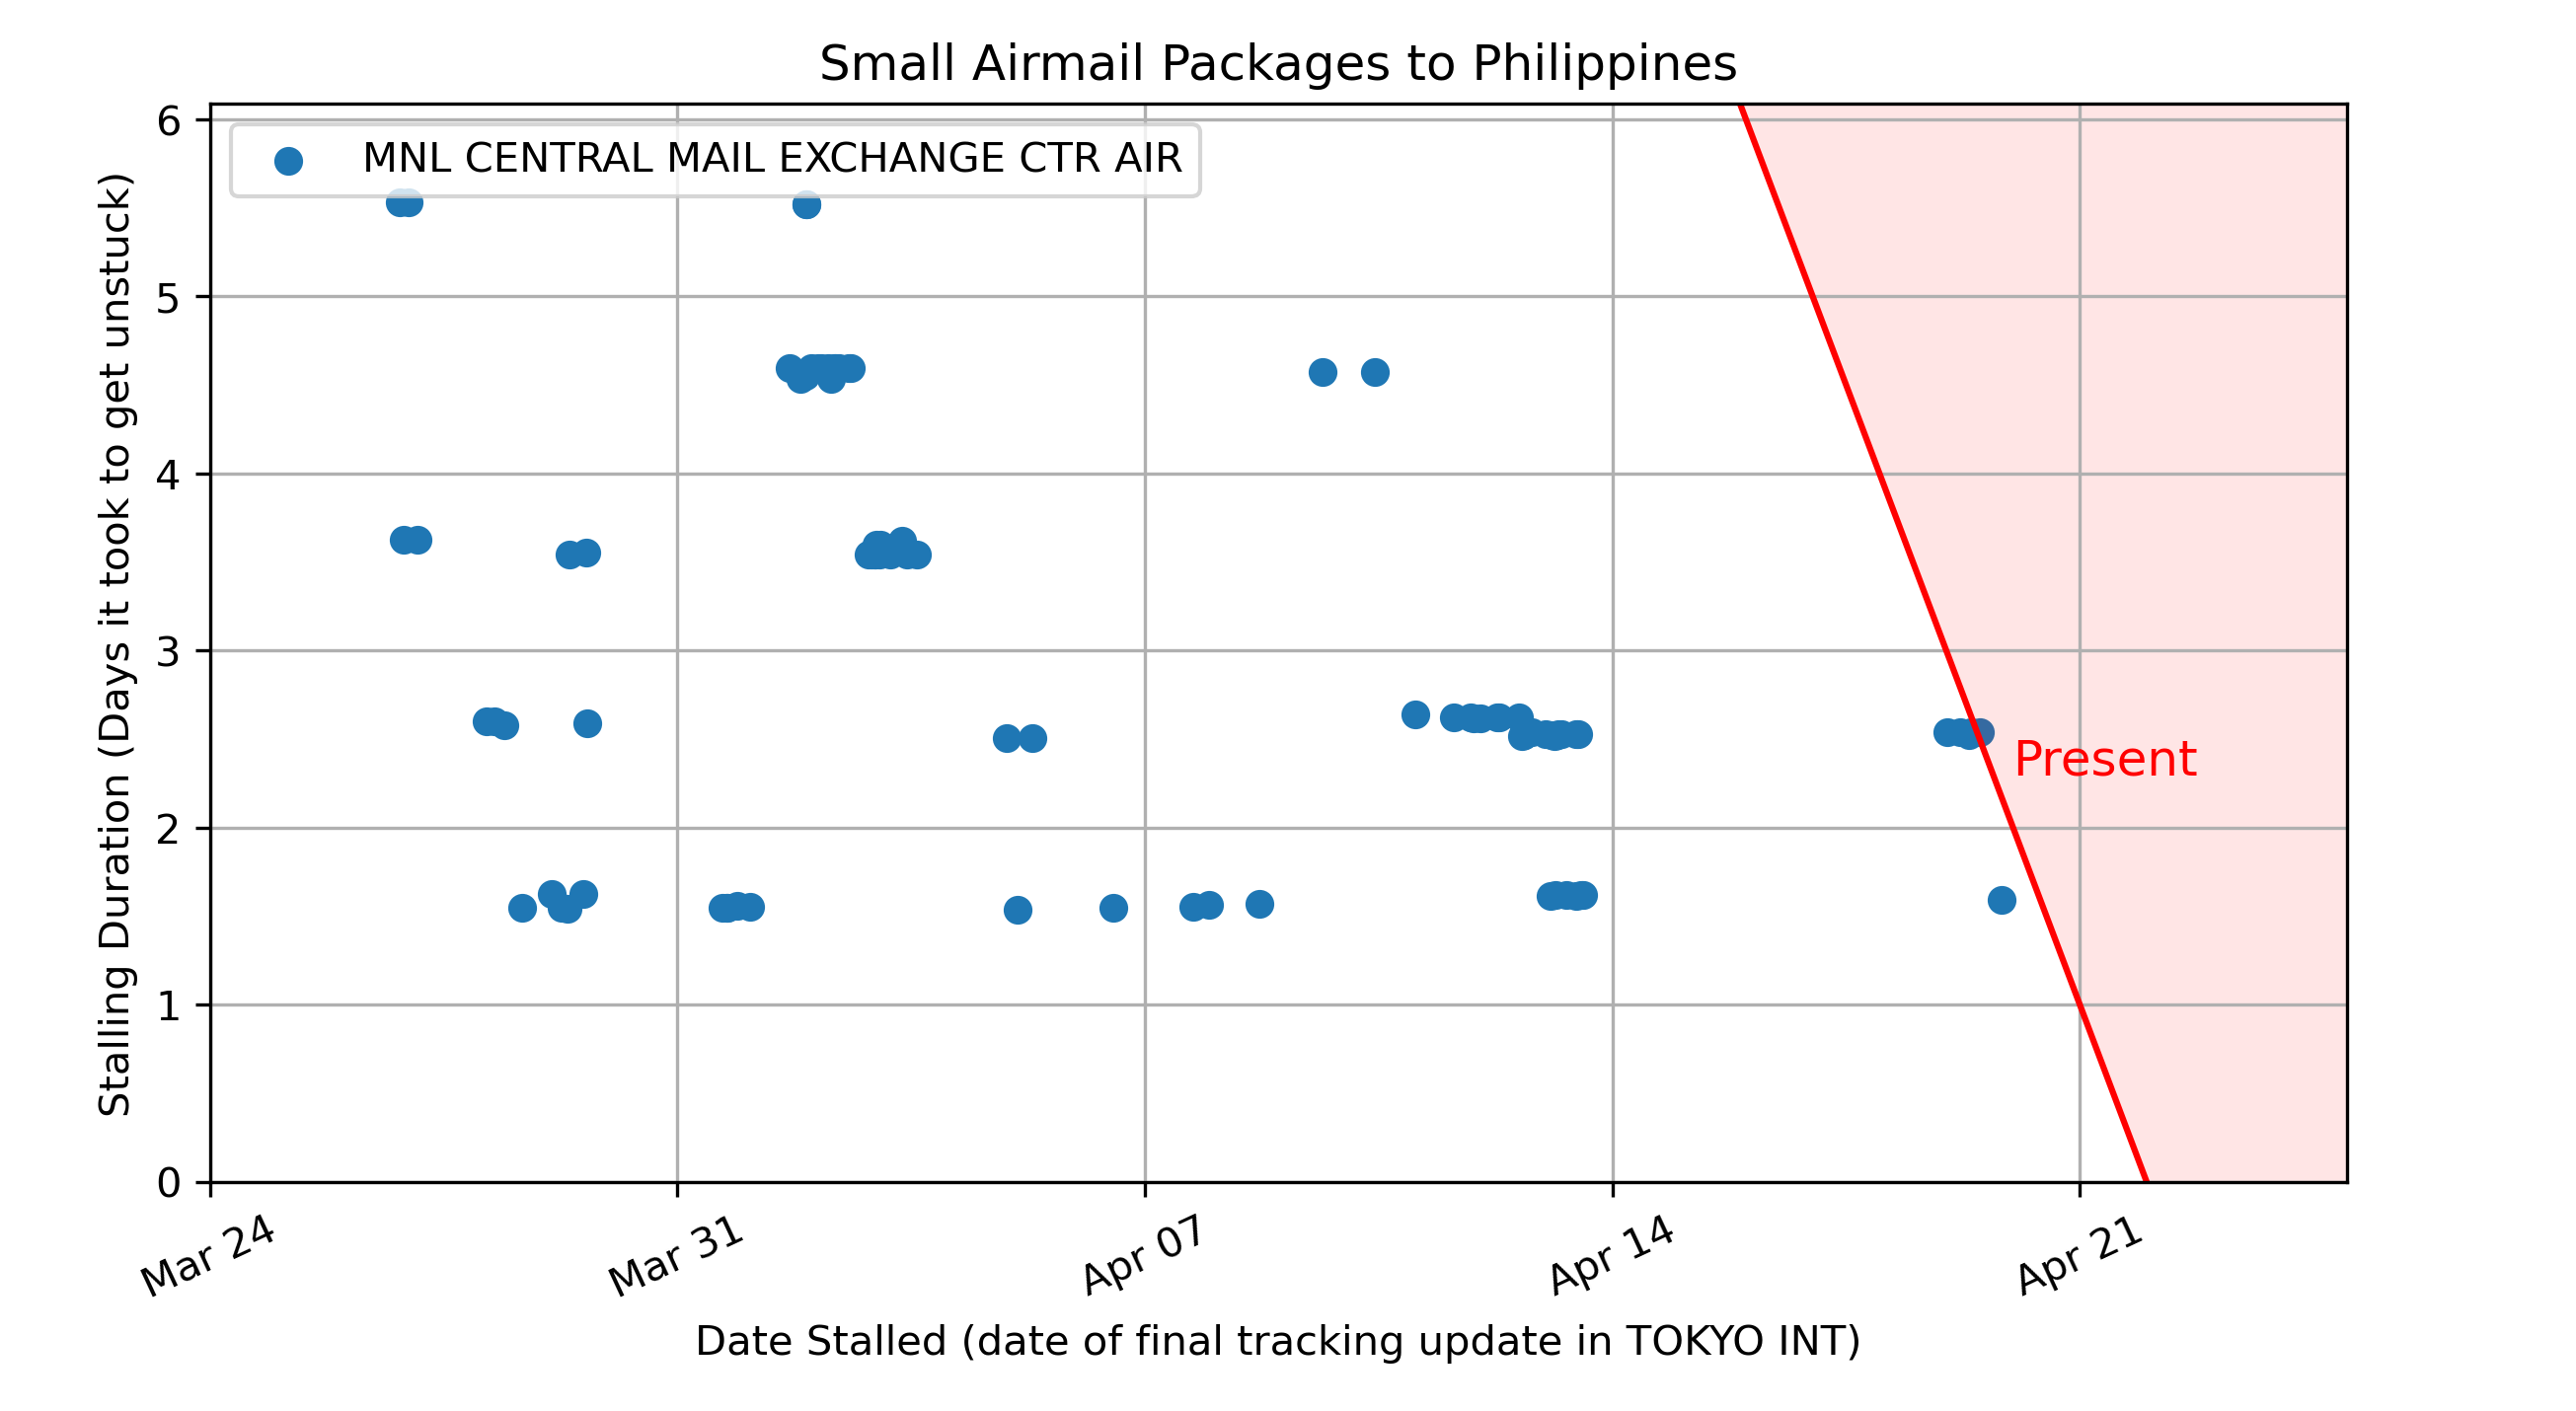 Small Airmail Packages to Philippines
MNL CENTRAL MAIL EXCHANGE CTR AIR
Stalling Duration (Days it took to get unstuck)
6
5
4
3
2
1
0
Present
Mar 24
Mar 31
Apr 07
Apr 14
Apr 21
Date Stalled (date of final tracking update in TOKYO INT)